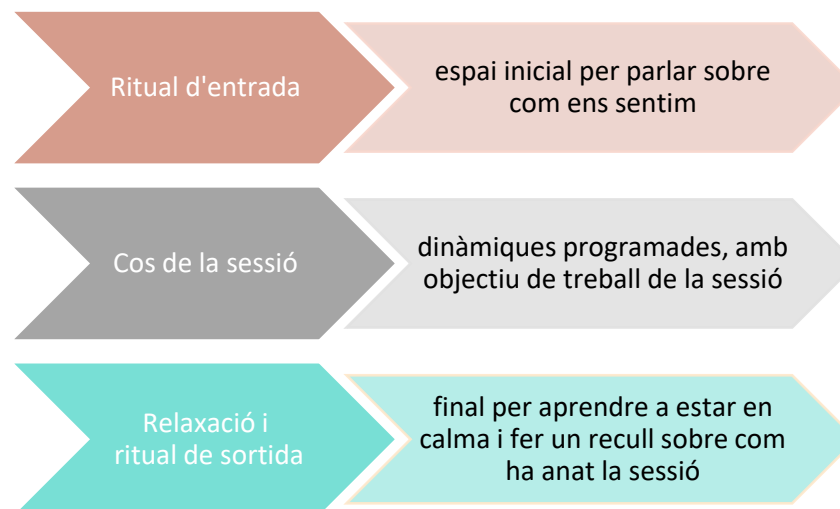 Ritual d'entrada
espai inicial per parlar sobre
com ens sentim
Cos de la sessió
dinàmiques programades, amb
objectiu de treball de la sessió
Relaxació i
ritual de sortida
final per aprendre a estar en
calma i fer un recull sobre com
ha anat la sessió